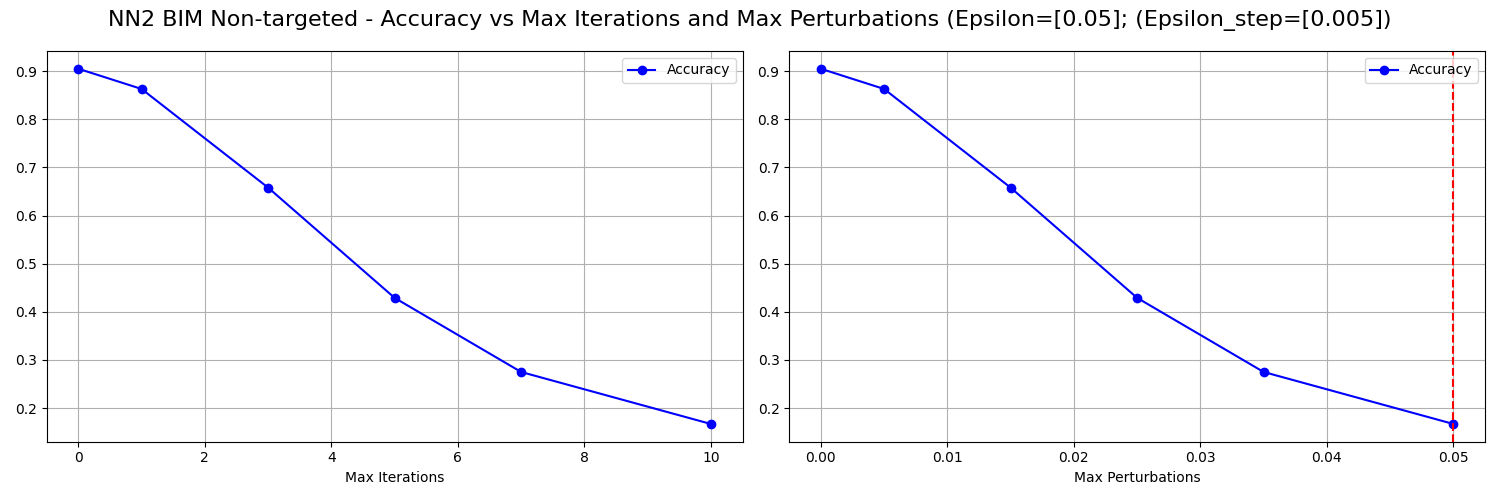 NN2 BIM Non-targeted - Accuracy vs Max Iterations and Max Perturbations (Epsilon=[0.05]; (Epsilon_step=[0.005])
Accuracy
0.9
0.8
0.7
0.6
0.5
0.4
0.3
0.2
0 2 4 6 8 10
Max Iterations
Accuracy
0.9
0.8
0.7
0.6
0.5
0.4
0.3
0.2
0.00 0.01 0.02 0.03 0.04 0.05
Max Perturbations